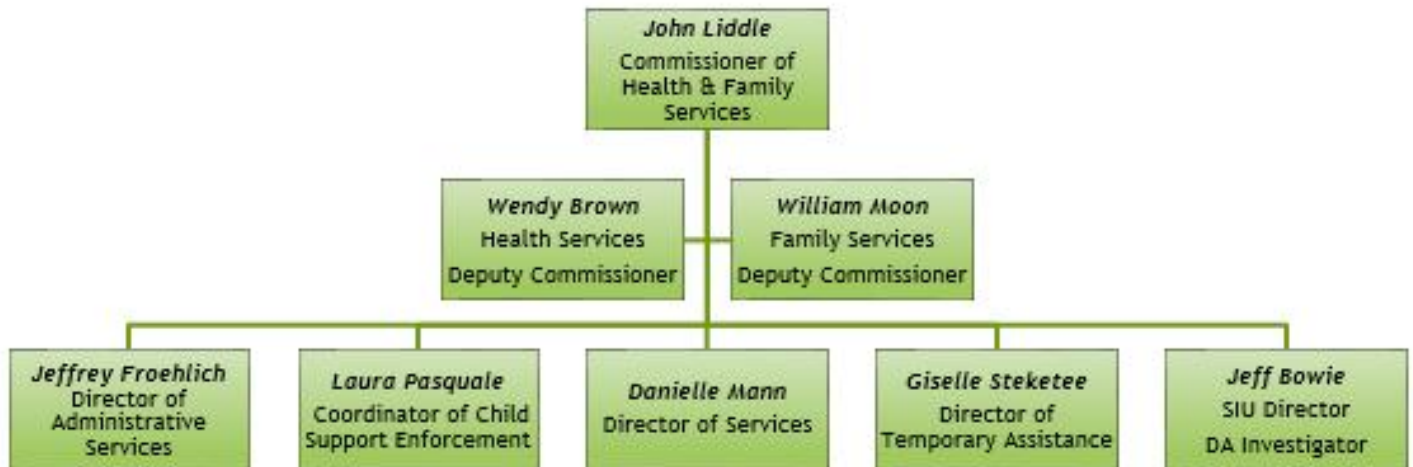 John Liddle
Commissioner of
Health & Family
Services
Wendy Brown
Health Services
Deputy Commissioner
William Moon
Family Services
Deputy Commissioner
Jeffrey Froehlich
Director of
Administrative
Services
Laura Pasquale
Coordinator of Child
Support Enforcement
Danielle Mann
Director of Services
Giselle Steketee
Director of
Temporary Assistance
Jeff Bowie
SIU Director
DA Investigator